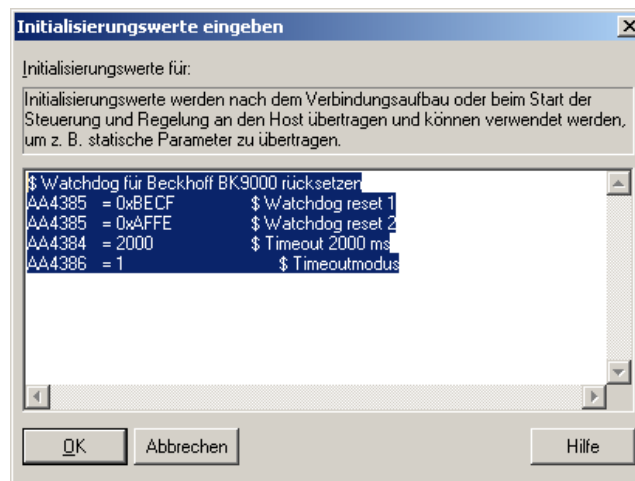 Initialisierungswerte eingeben
Initialisierungswerte für:
Initialisierungswerte werden nach dem Verbindungsaufbau oder beim Start der
Steuerung und Regelung an den Host übertragen und können verwendet werden,
um z. B. statische Parameter zu übertragen.
$ Watchdog für Beckhoff BK9000 rücksetzen
AA4385 = 0xBECF $ Watchdog reset 1
AA4385 = 0xAFFE $ Watchdog reset 2
AA4384 = 2000 $ Timeout 2000 ms
AA4386 = 1 $ Timeoutmodus
OK Abbrechen Hilfe